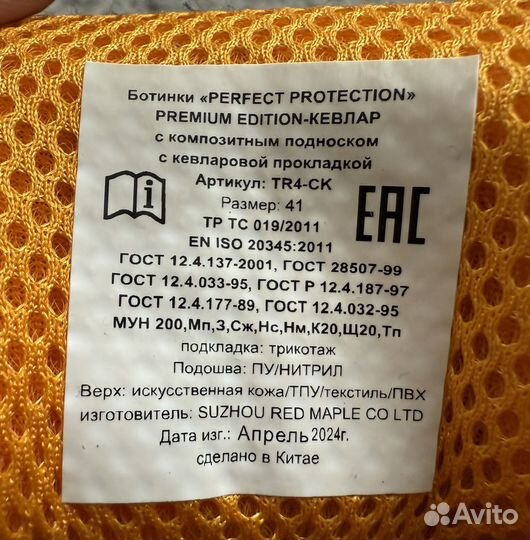 Ботинки «PERFECT PROTECTION»
PREMIUM EDITION-КЕВЛАР
с композитным подноском
с кевларовой прокладкой
Артикул: TR4-CK
Размер: 41
ТР ТС 019/2011
EN ISO 20345:2011
ГОСТ 12.4.137-2001, ГОСТ 28507-99
ГОСТ 12.4.033-95, ГОСТ Р 12.4.187-97
ГОСТ 12.4.177-89, ГОСТ 12.4.032-95
МУН 200,Мп,З,Сж,Нс,Нм,К20,Щ20,Тп
подкладка: трикотаж
Подошва: ПУ/НИТРИЛ
Верх: искусственная кожа/ТПУ/текстиль/ПВХ
изготовитель: SUZHOU RED MAPLE CO LTD
Дата изг.: Апрель 2024г.
сделано в Китае
i
EAC
Avito